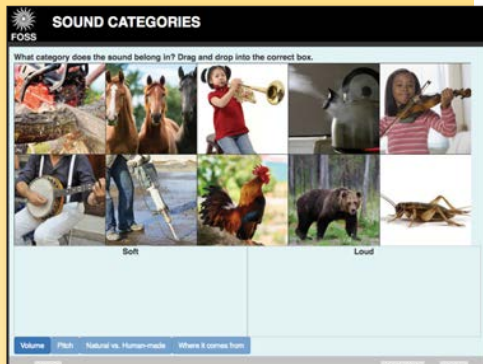 SOUND CATEGORIES
FOSS
What category does the sound belong in? Drag and drop into the correct box.
Soft
Loud
Volume
Pitch
Natural vs. Human-made
Where it comes from